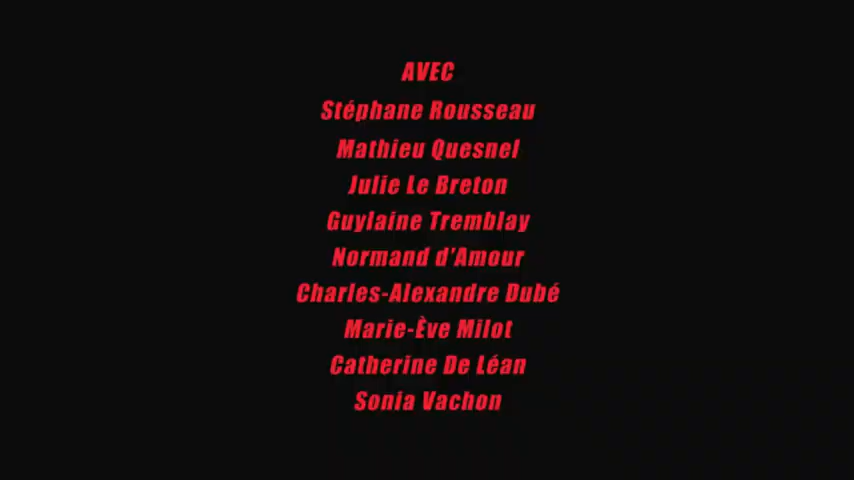 AVEC
Stéphane Rousseau
Mathieu Quesnel
Julie Le Breton
Guylaine Tremblay
Normand d'Amour
Charles-Alexandre Dubé
Marie-Ève Milot
Catherine De Léan
Sonia Vachon